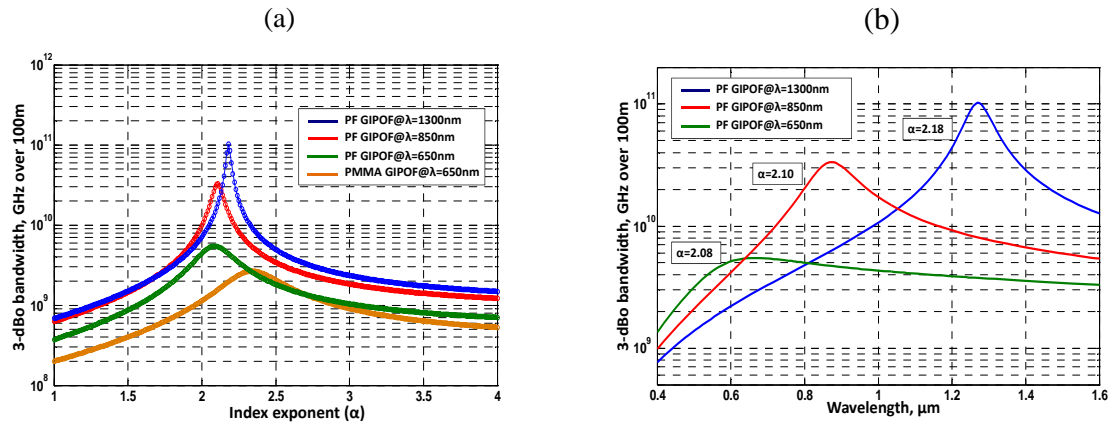 (a)
(b)
3-dBo bandwidth, GHz over 100m
10^12
10^11
10^10
10^9
10^8
PF GIPOF@λ=1300nm
PF GIPOF@λ=850nm
PF GIPOF@λ=650nm
PMMA GIPOF@λ=650nm
1 1.5 2 2.5 3 3.5 4
Index exponent (α)
3-dBo bandwidth, GHz over 100m
10^11
10^10
10^9
PF GIPOF@λ=1300nm
PF GIPOF@λ=850nm
PF GIPOF@λ=650nm
α=2.18
α=2.10
α=2.08
0.4 0.6 0.8 1 1.2 1.4 1.6
Wavelength, μm